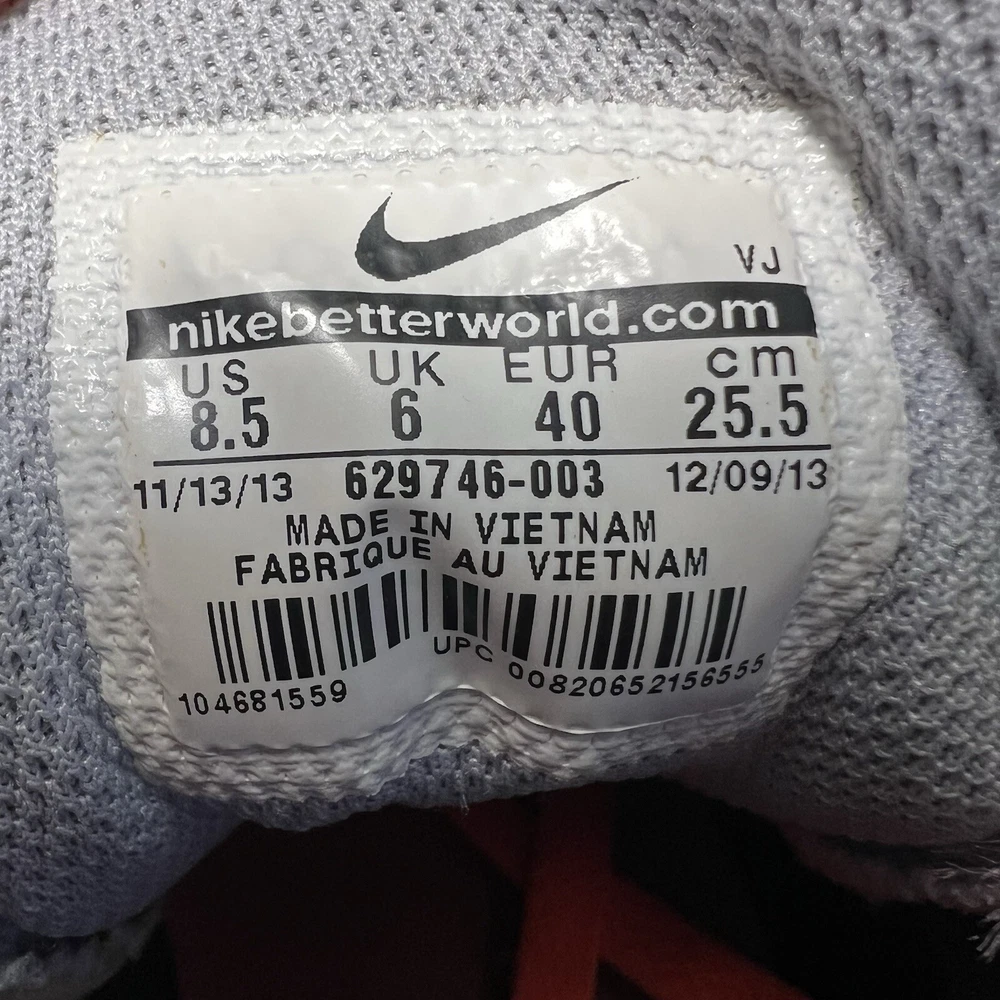 VJ
nikebetterworld.com
US UK EUR cm
8.5 6 40 25.5
11/13/13 629746-003 12/09/13
MADE IN VIETNAM
FABRIQUE AU VIETNAM
104681559 UPC 00820652156555